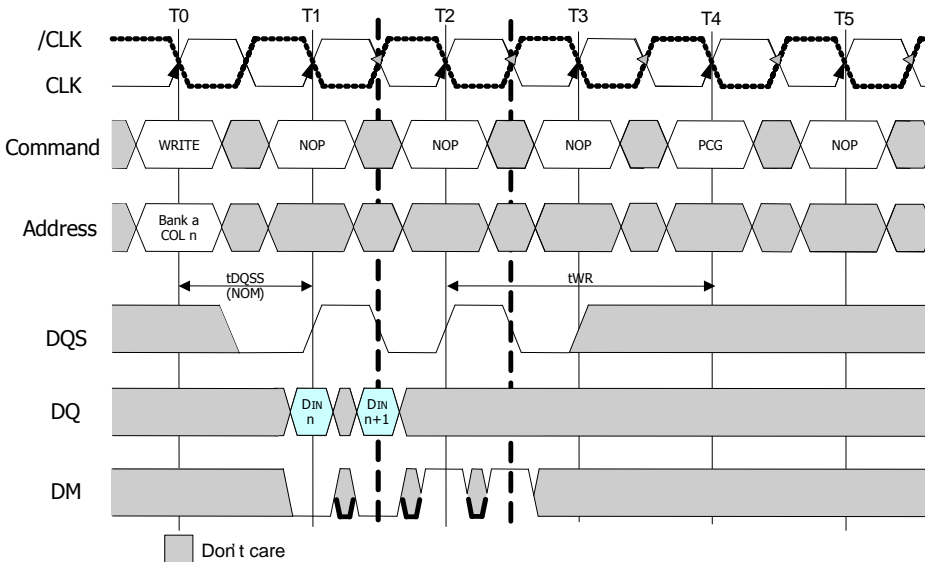 T0 T1 T2 T3 T4 T5
/CLK
CLK
Command WRITE NOP NOP NOP PCG NOP
Address Bank a
COL n
tDQSS
(NOM)
tWR
DQS
DQ DIN
n
DIN
n+1
DM
Don't care